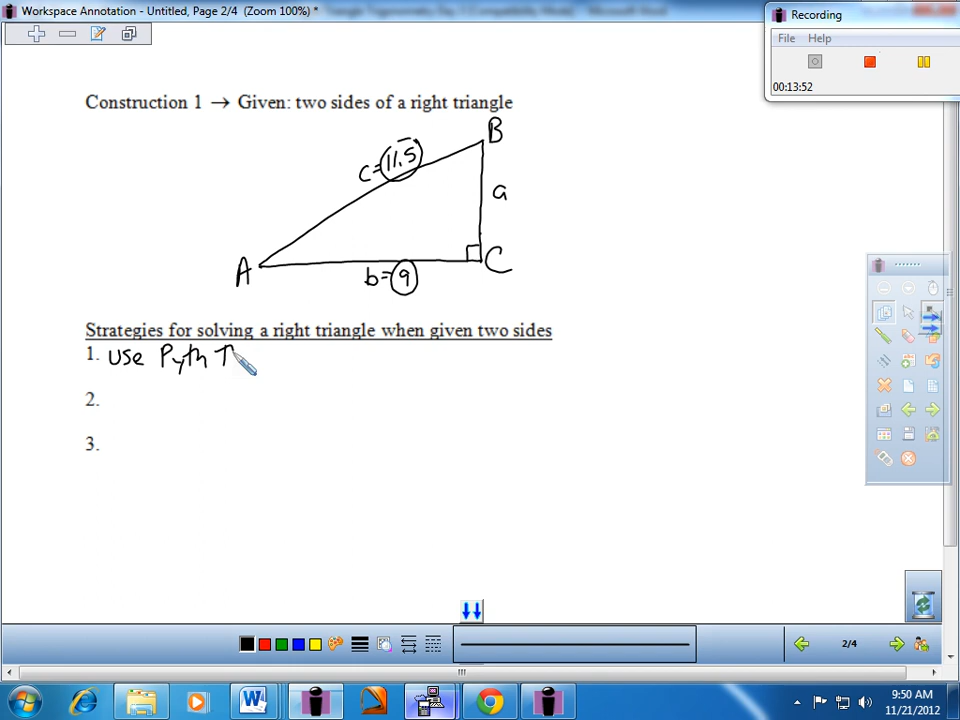 Workspace Annotation - Untitled, Page 2/4 (Zoom 100%) *
Recording
File Help
00:13:52
Construction 1 → Given: two sides of a right triangle
B
c=11.5
a
A
C
b=9
Strategies for solving a right triangle when given two sides
1. Use Pyth T
2.
3.
2/4
9:50 AM
11/21/2012